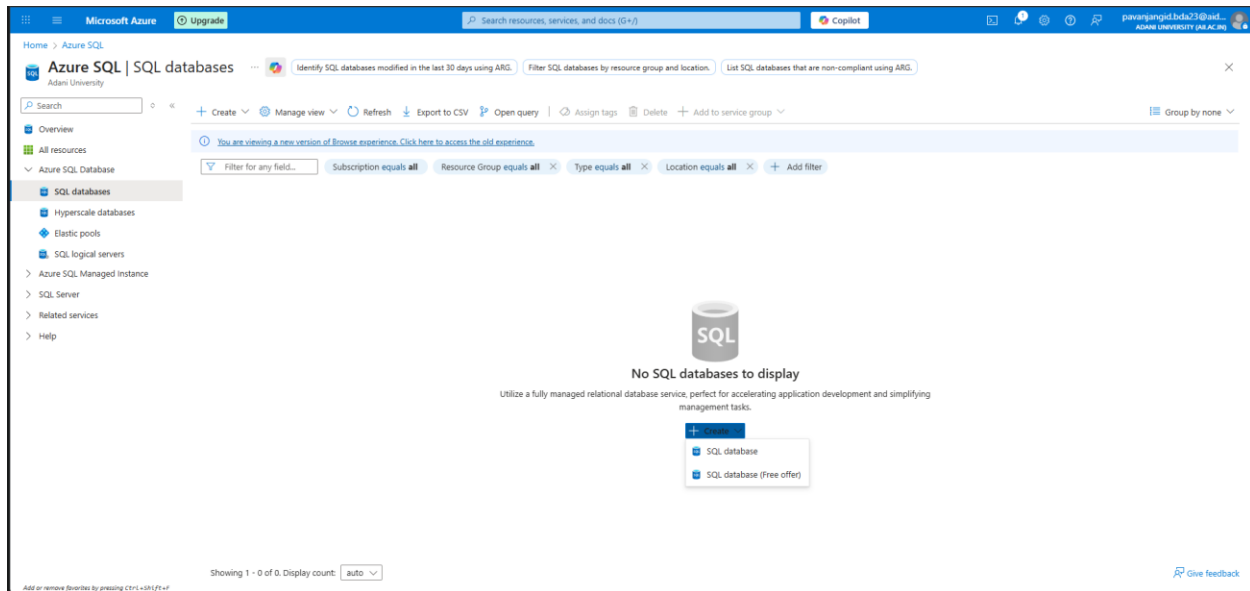 Microsoft Azure
Upgrade
Search resources, services, and docs (G+/)
Copilot
1
pavanjangid.bda23@aid...
ADANI UNIVERSITY (AII.AC.IN)
Home > Azure SQL
SQL
Azure SQL | SQL databases
...
Identify SQL databases modified in the last 30 days using ARG.
Filter SQL databases by resource group and location.
List SQL databases that are non-compliant using ARG.
Adani University
Search
+ Create
Manage view
Refresh
Export to CSV
Open query
Assign tags
Delete
+ Add to service group
Group by none
Overview
All resources
Azure SQL Database
SQL databases
Hyperscale databases
Elastic pools
SQL logical servers
Azure SQL Managed Instance
SQL Server
Related services
Help
You are viewing a new version of Browse experience. Click here to access the old experience.
Filter for any field...
Subscription equals all
Resource Group equals all
Type equals all
Location equals all
+ Add filter
SQL
No SQL databases to display
Utilize a fully managed relational database service, perfect for accelerating application development and simplifying
management tasks.
+ Create
SQL database
SQL database (Free offer)
Showing 1 - 0 of 0. Display count: auto
Give feedback
Add or remove favorites by pressing Ctrl+Shift+F